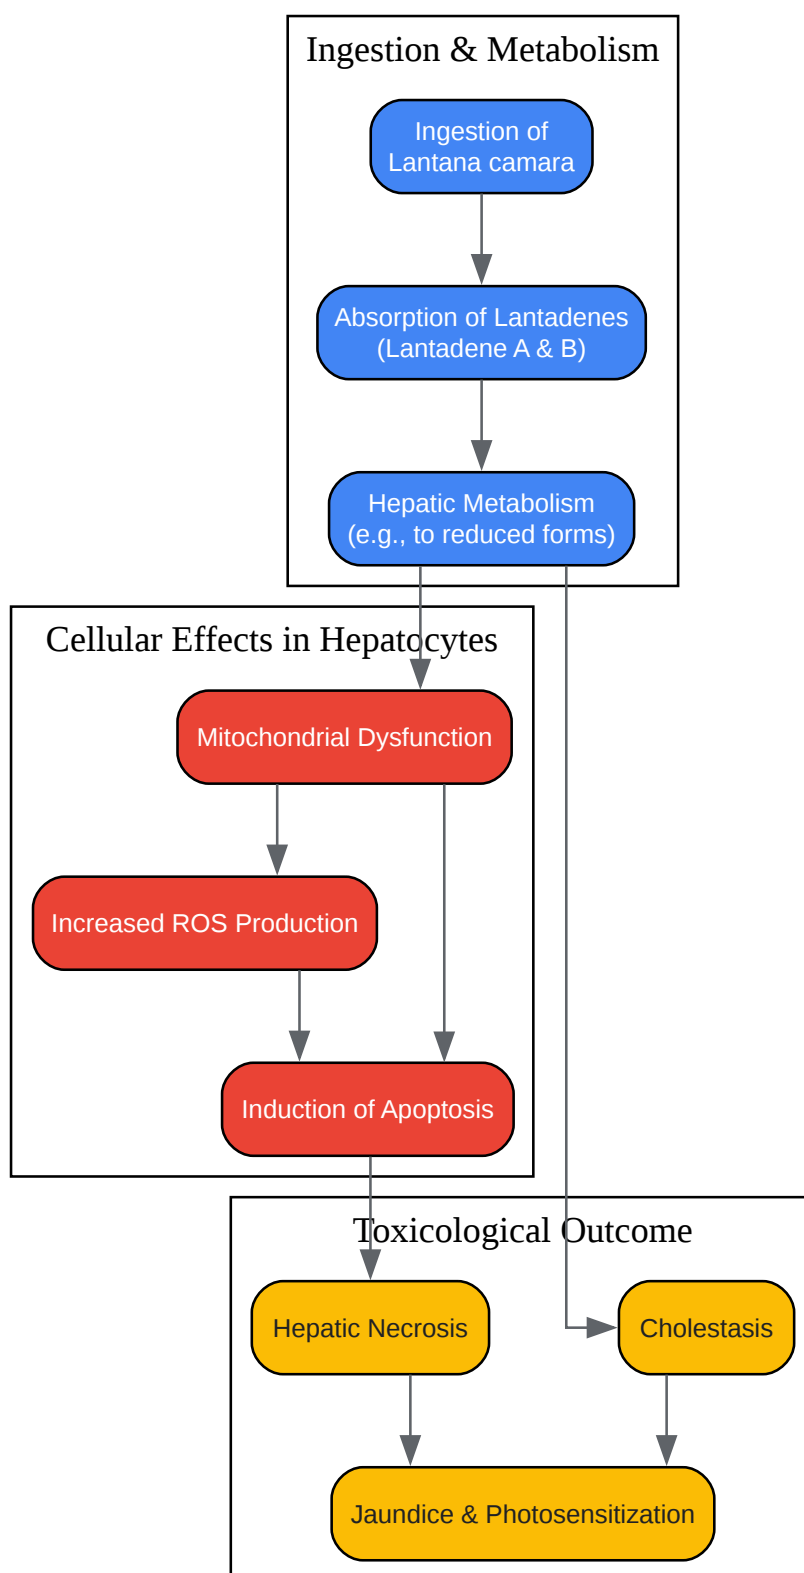 Ingestion & Metabolism
Ingestion of
Lantana camara
Absorption of Lantadenes
(Lantadene A & B)
Hepatic Metabolism
(e.g., to reduced forms)
Cellular Effects in Hepatocytes
Mitochondrial Dysfunction
Increased ROS Production
Induction of Apoptosis
Toxicological Outcome
Hepatic Necrosis
Cholestasis
Jaundice & Photosensitization